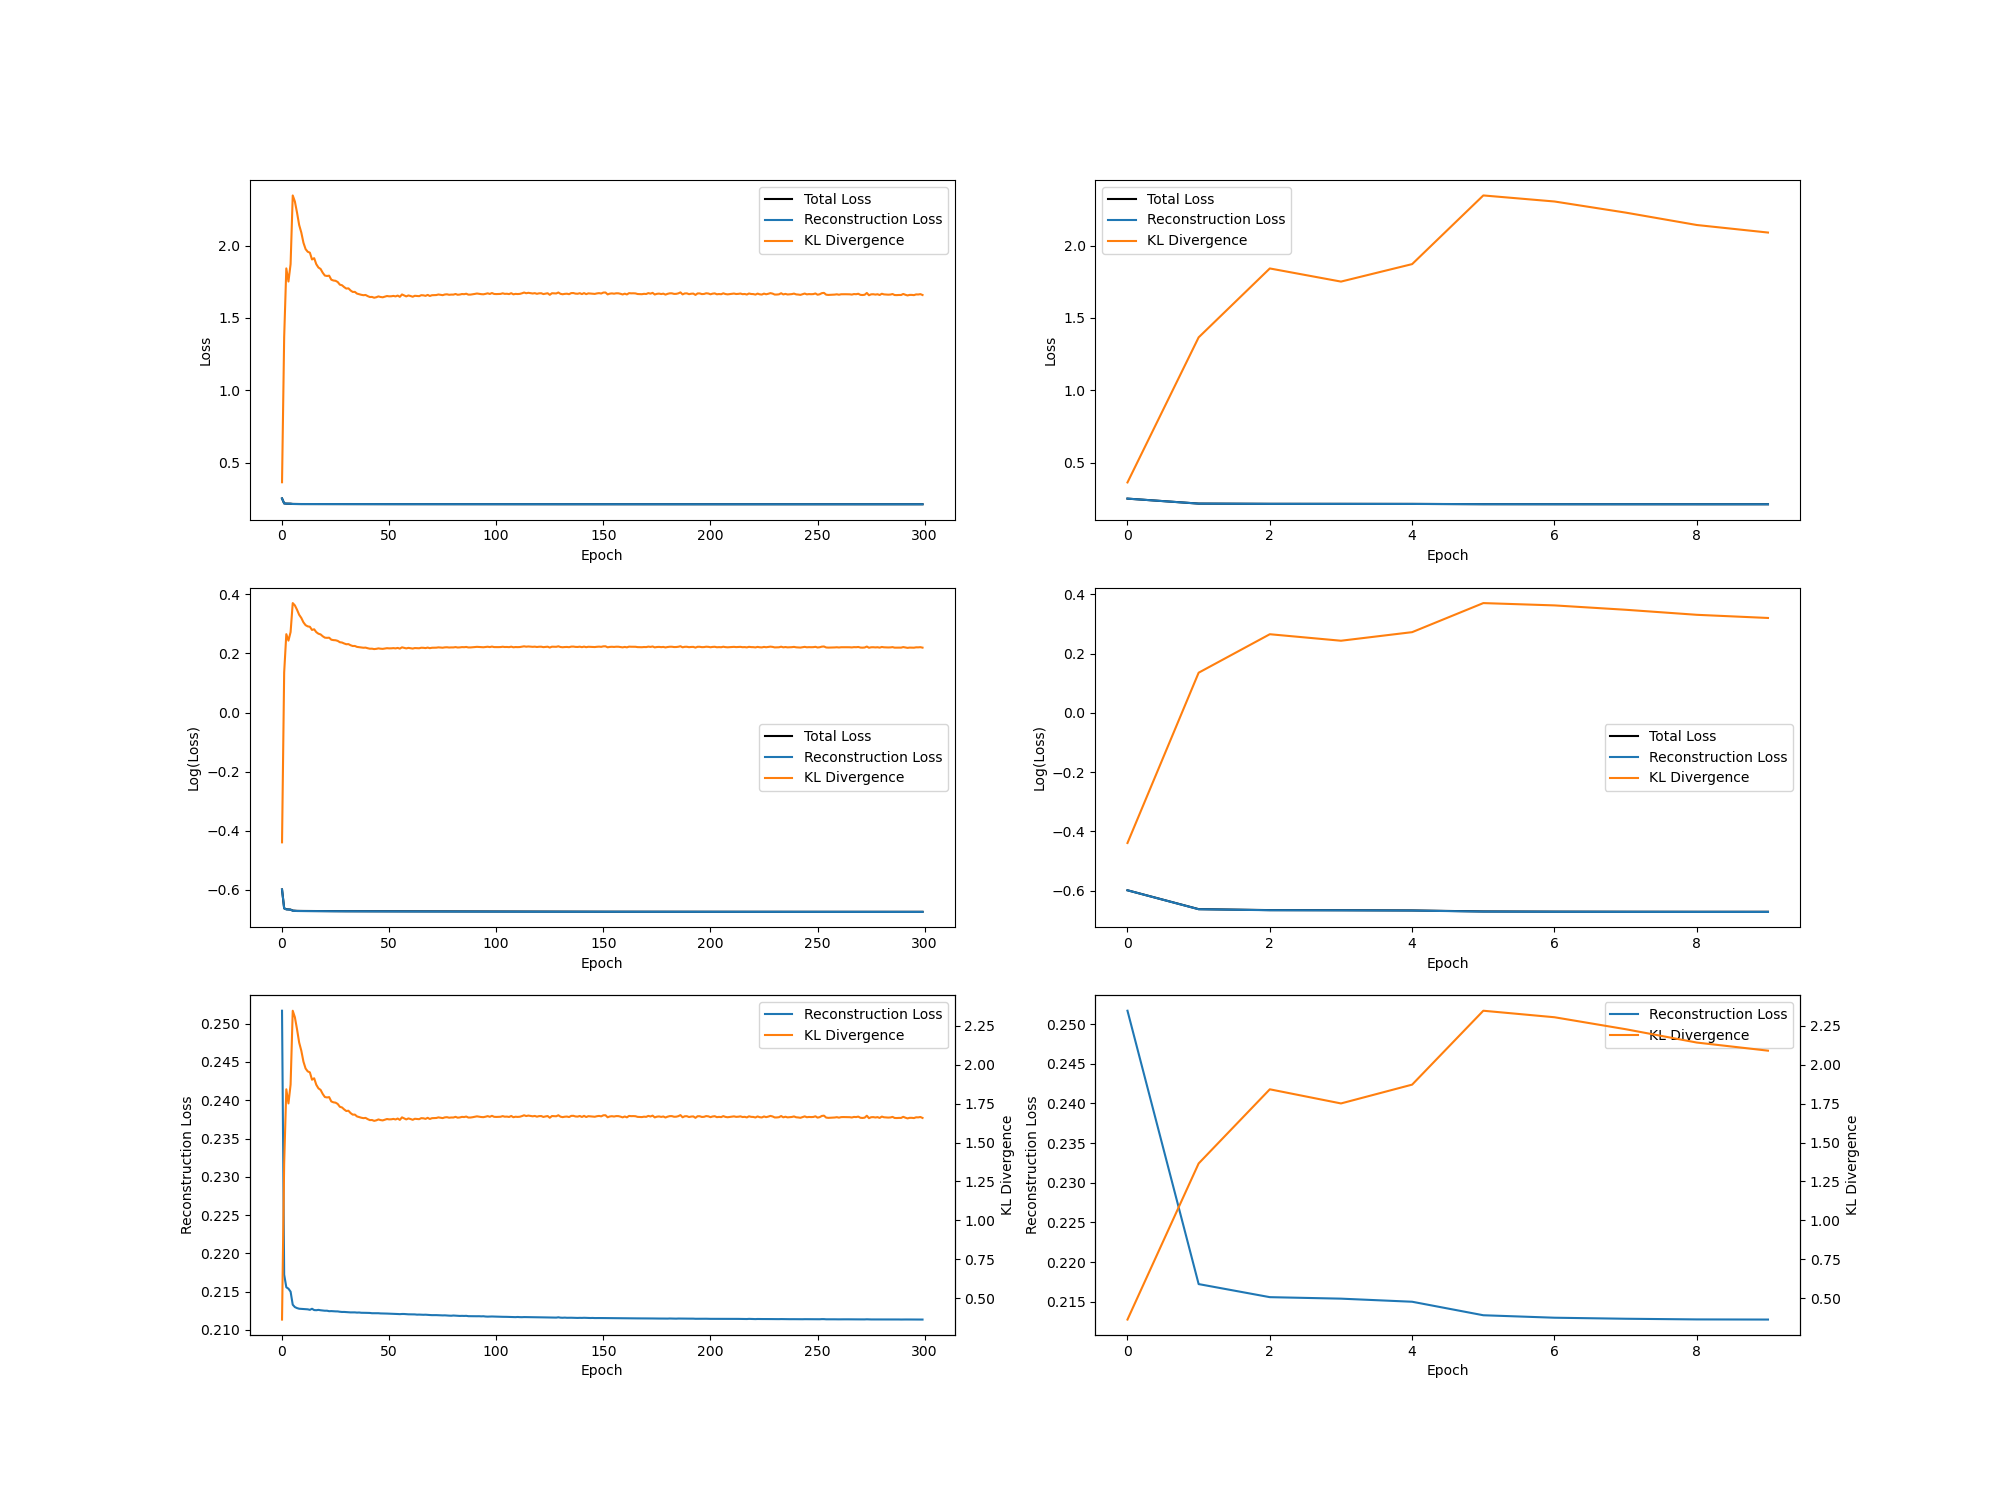 Loss
2.0
1.5
1.0
0.5
0 50 100 150 200 250 300
Epoch
Total Loss
Reconstruction Loss
KL Divergence
Loss
2.0
1.5
1.0
0.5
0 2 4 6 8
Epoch
Total Loss
Reconstruction Loss
KL Divergence
Log(Loss)
0.4
0.2
0.0
−0.2
−0.4
−0.6
0 50 100 150 200 250 300
Epoch
Total Loss
Reconstruction Loss
KL Divergence
Log(Loss)
0.4
0.2
0.0
−0.2
−0.4
−0.6
0 2 4 6 8
Epoch
Total Loss
Reconstruction Loss
KL Divergence
Reconstruction Loss
0.250
0.245
0.240
0.235
0.230
0.225
0.220
0.215
0.210
0 50 100 150 200 250 300
Epoch
Reconstruction Loss
KL Divergence
2.25
2.00
1.75
1.50
1.25
1.00
0.75
0.50
KL Divergence
Reconstruction Loss
0.250
0.245
0.240
0.235
0.230
0.225
0.220
0.215
0 2 4 6 8
Epoch
Reconstruction Loss
KL Divergence
2.25
2.00
1.75
1.50
1.25
1.00
0.75
0.50
KL Divergence